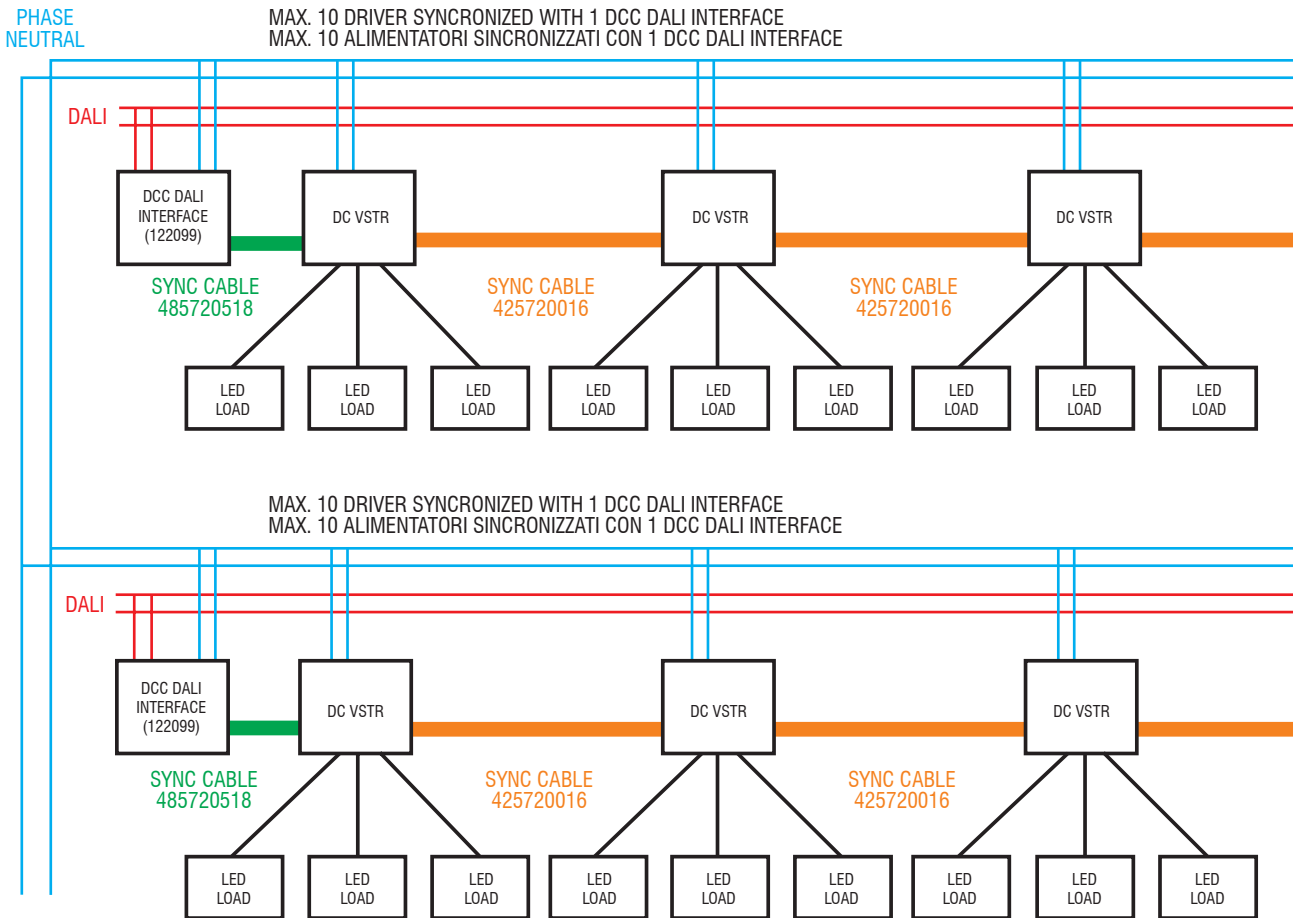 PHASE
NEUTRAL
MAX. 10 DRIVER SYNCRONIZED WITH 1 DCC DALI INTERFACE
MAX. 10 ALIMENTATORI SINCRONIZZATI CON 1 DCC DALI INTERFACE
DALI
DCC DALI
INTERFACE
(122099)
DC VSTR
DC VSTR
DC VSTR
SYNC CABLE
485720518
SYNC CABLE
425720016
SYNC CABLE
425720016
LED
LOAD
LED
LOAD
LED
LOAD
LED
LOAD
LED
LOAD
LED
LOAD
LED
LOAD
LED
LOAD
LED
LOAD
MAX. 10 DRIVER SYNCRONIZED WITH 1 DCC DALI INTERFACE
MAX. 10 ALIMENTATORI SINCRONIZZATI CON 1 DCC DALI INTERFACE
DALI
DCC DALI
INTERFACE
(122099)
DC VSTR
DC VSTR
DC VSTR
SYNC CABLE
485720518
SYNC CABLE
425720016
SYNC CABLE
425720016
LED
LOAD
LED
LOAD
LED
LOAD
LED
LOAD
LED
LOAD
LED
LOAD
LED
LOAD
LED
LOAD
LED
LOAD